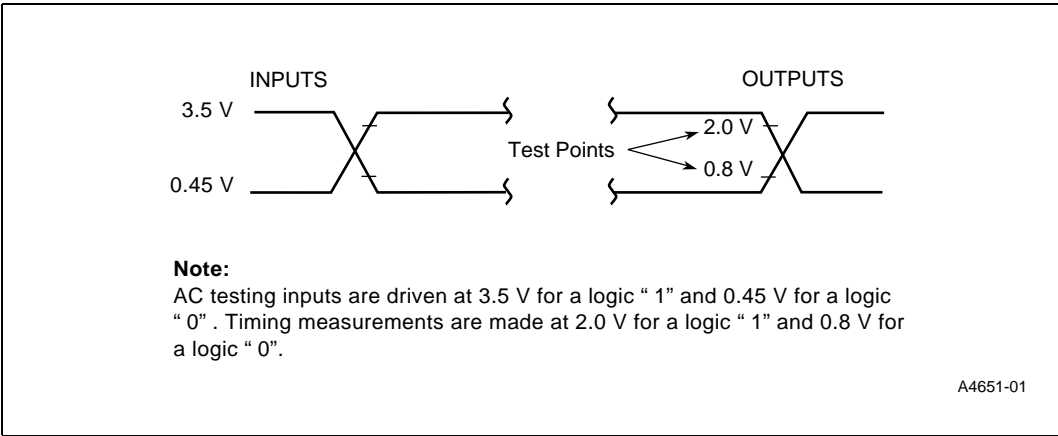 INPUTS
OUTPUTS
3.5 V
2.0 V
Test Points
0.8 V
0.45 V
Note:
AC testing inputs are driven at 3.5 V for a logic “ 1” and 0.45 V for a logic
“ 0” . Timing measurements are made at 2.0 V for a logic “ 1” and 0.8 V for
a logic “ 0”.
A4651-01